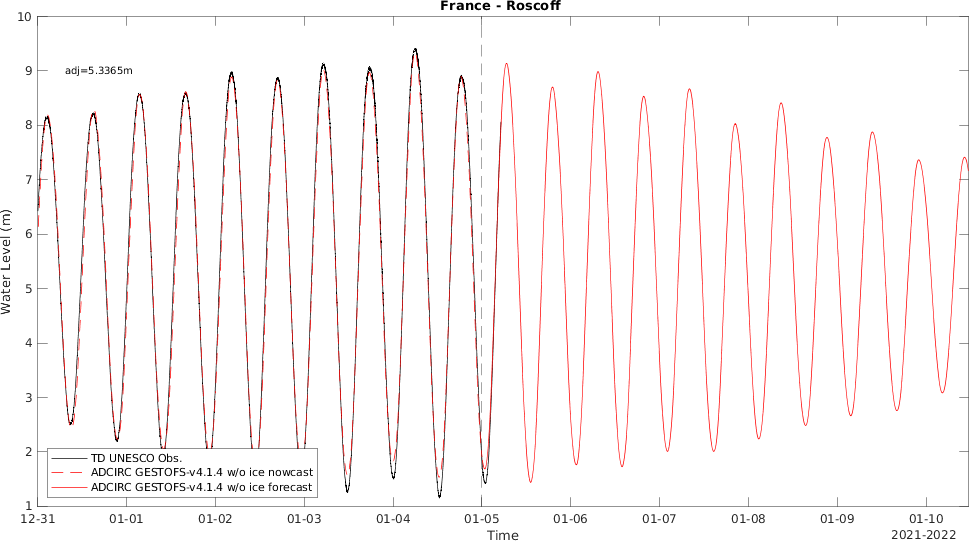 France - Roscoff
adj=5.3365m
10
9
8
7
6
5
4
3
2
1
Water Level (m)
TD UNESCO Obs.
ADCIRC GESTOFS-v4.1.4 w/o ice nowcast
ADCIRC GESTOFS-v4.1.4 w/o ice forecast
12-31 01-01 01-02 01-03 01-04 01-05 01-06 01-07 01-08 01-09 01-10
Time
2021-2022